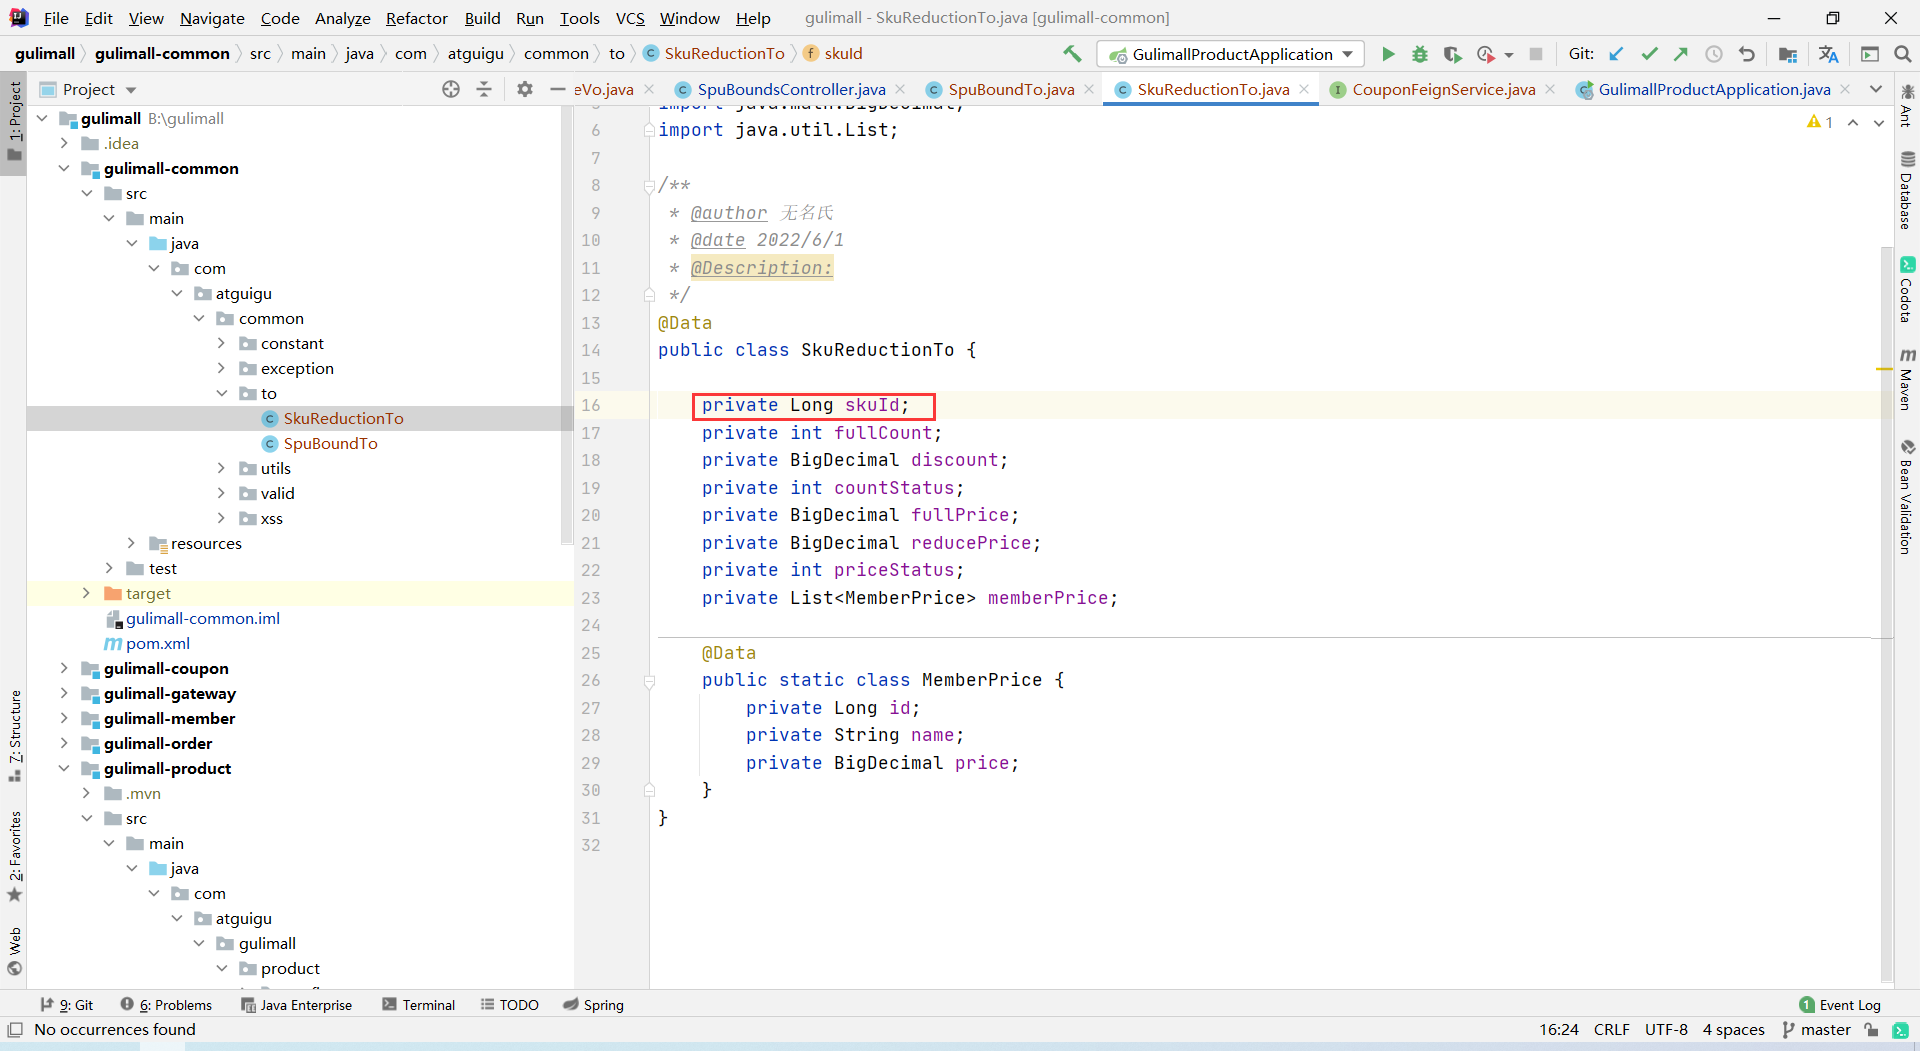 File Edit View Navigate Code Analyze Refactor Build Run Tools VCS Window Help gulimall - SkuReductionTo.java [gulimall-common]
gulimall gulimall-common src main java com atguigu common to SkuReductionTo skuId GulimallProductApplication Git:
Project eVo.java SpuBoundsController.java SpuBoundTo.java SkuReductionTo.java CouponFeignService.java GulimallProductApplication.java
gulimall B:\gulimall
.idea
gulimall-common
src
main
java
com
atguigu
common
constant
exception
to
SkuReductionTo
SpuBoundTo
utils
valid
xss
resources
test
target
gulimall-common.iml
pom.xml
gulimall-coupon
gulimall-gateway
gulimall-member
gulimall-order
gulimall-product
.mvn
src
main
java
com
atguigu
gulimall
product
1: Project
7: Structure
2: Favorites
Web
import java.math.BigDecimal;
6 import java.util.List;
7
8 /**
9 * @author 无名氏
10 * @date 2022/6/1
11 * @Description:
12 */
13 @Data
14 public class SkuReductionTo {
15
16 private Long skuId;
17 private int fullCount;
18 private BigDecimal discount;
19 private int countStatus;
20 private BigDecimal fullPrice;
21 private BigDecimal reducePrice;
22 private int priceStatus;
23 private List<MemberPrice> memberPrice;
24
25 @Data
26 public static class MemberPrice {
27 private Long id;
28 private String name;
29 private BigDecimal price;
30 }
31 }
32
1
Ant
Database
Codota
Maven
Bean Validation
9: Git 6: Problems Java Enterprise Terminal TODO Spring 1 Event Log
No occurrences found 16:24 CRLF UTF-8 4 spaces master